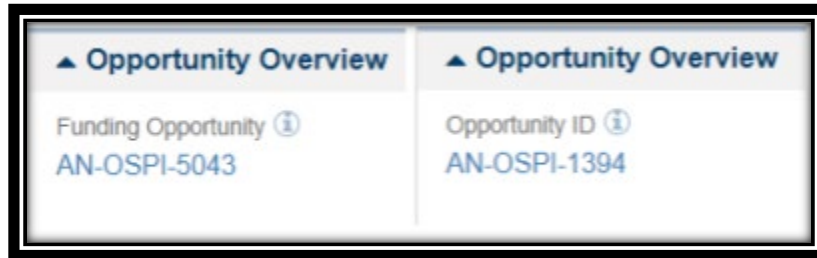 ▲ Opportunity Overview
Funding Opportunity ⓘ
AN-OSPI-5043
▲ Opportunity Overview
Opportunity ID ⓘ
AN-OSPI-1394